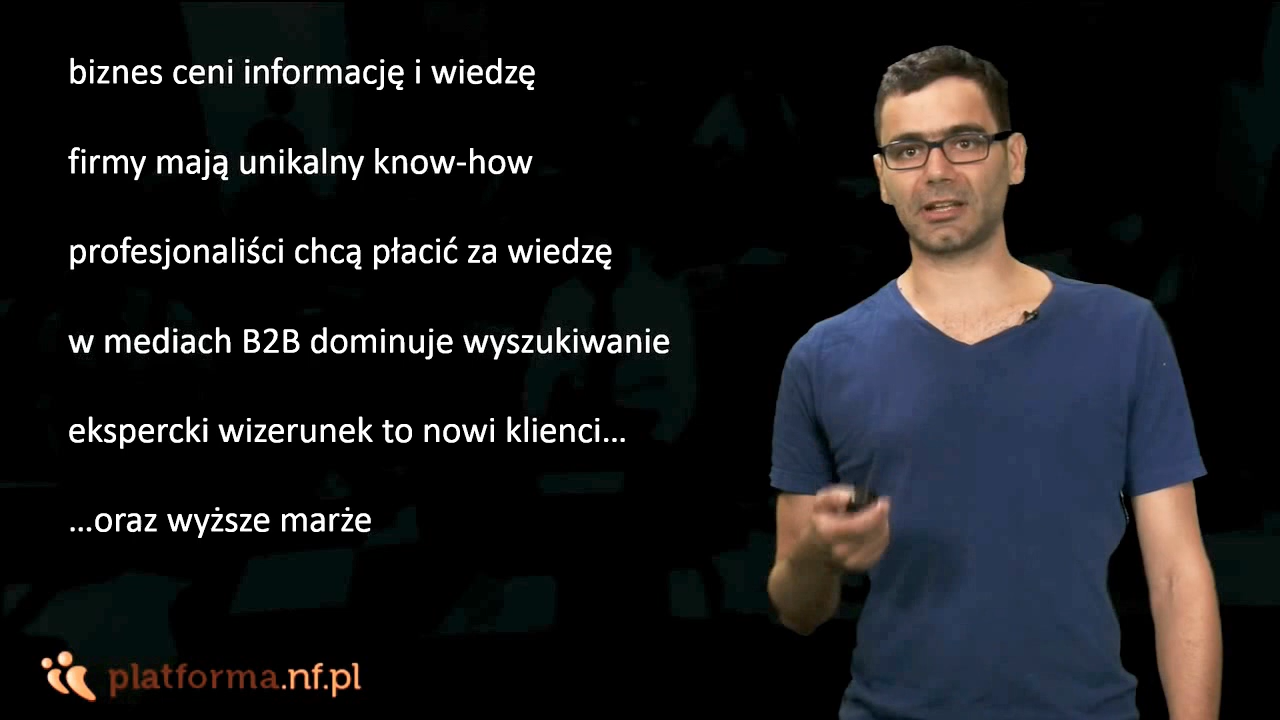 biznes ceni informację i wiedzę
firmy mają unikalny know-how
profesjonaliści chcą płacić za wiedzę
w mediach B2B dominuje wyszukiwanie
ekspercki wizerunek to nowi klienci...
...oraz wyższe marże
platforma.nf.pl